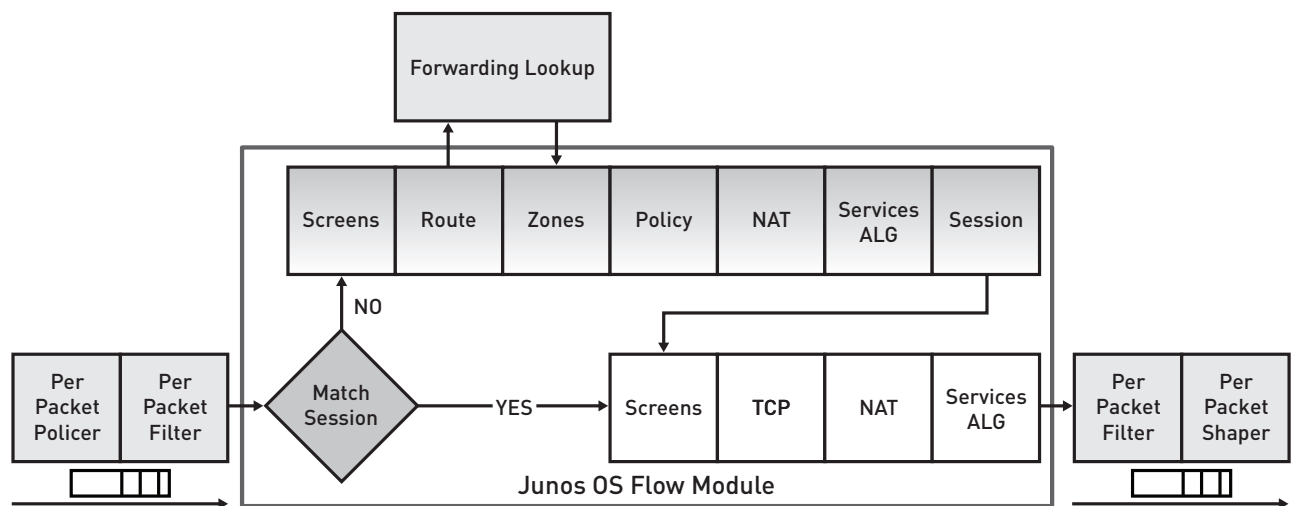 Forwarding Lookup
Screens
Route
Zones
Policy
NAT
Services
ALG
Session
NO
Per
Packet
Policer
Per
Packet
Filter
Match
Session
YES
Screens
TCP
NAT
Services
ALG
Per
Packet
Filter
Per
Packet
Shaper
Junos OS Flow Module